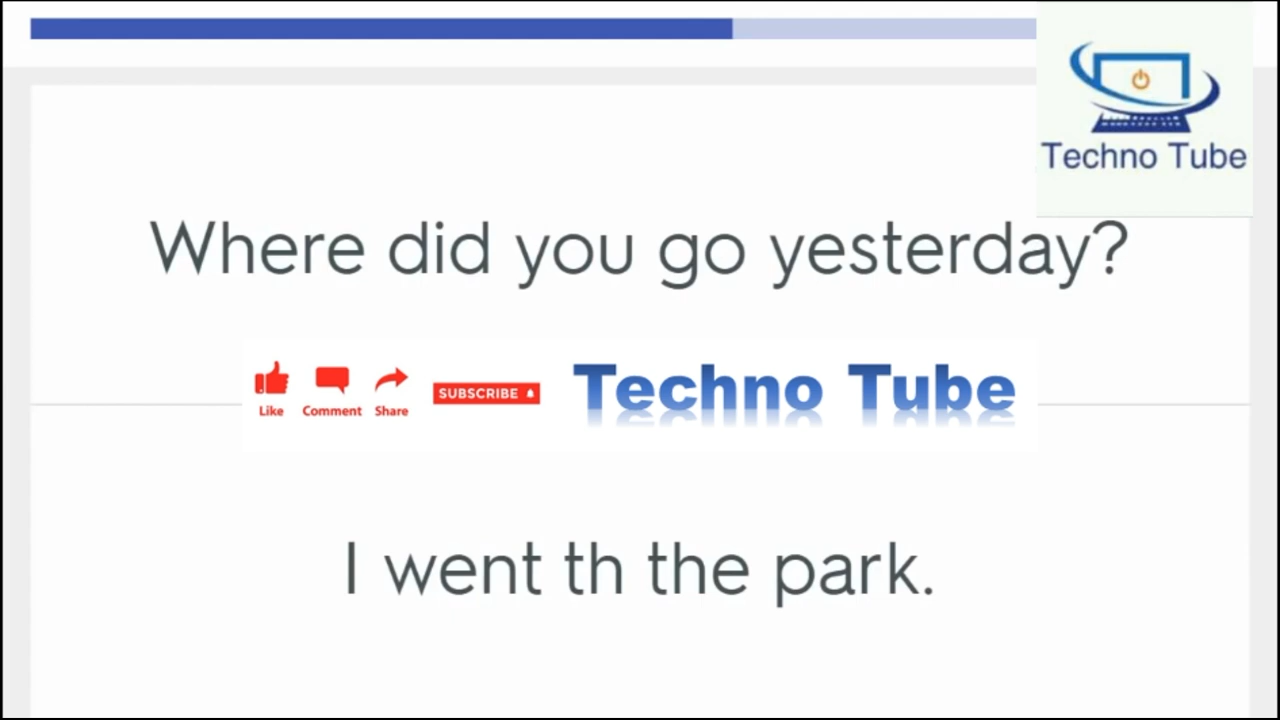 Techno Tube
Where did you go yesterday?
Like Comment Share SUBSCRIBE Techno Tube
I went th the park.